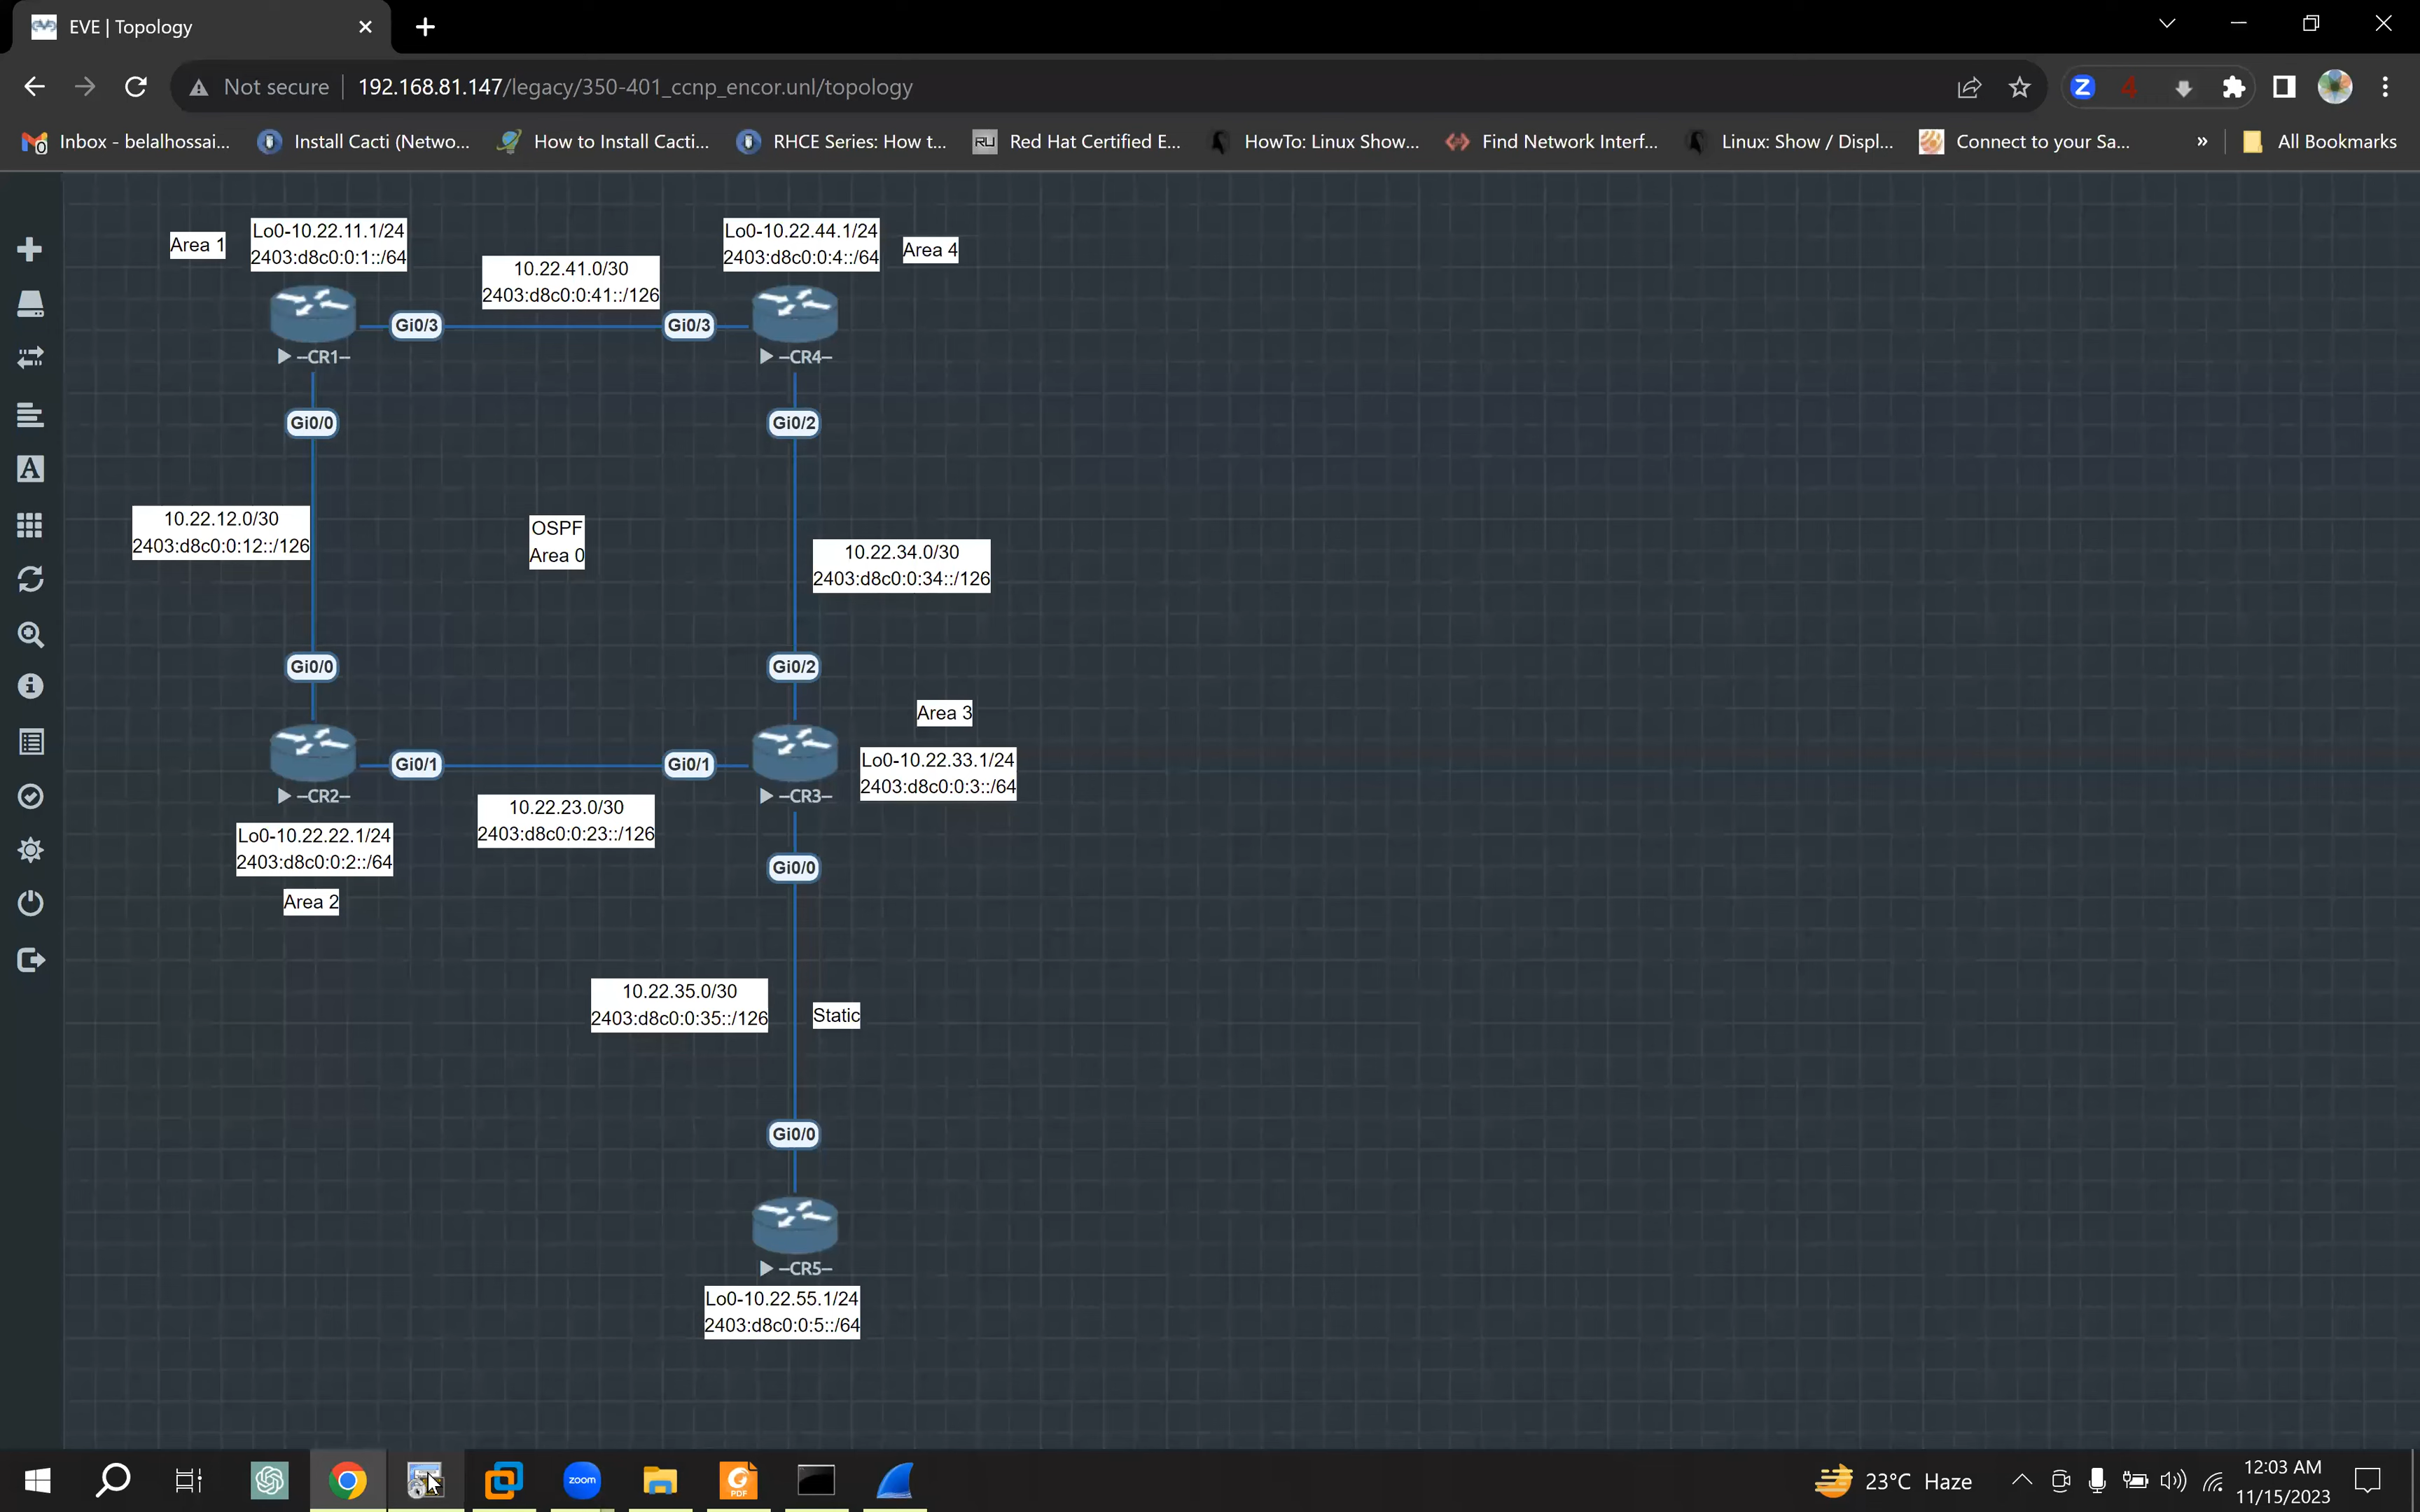 EVE | Topology
Not secure
192.168.81.147/legacy/350-401_ccnp_encor.unl/topology
Inbox - belalhossai...
Install Cacti (Netwo...
How to Install Cacti...
RHCE Series: How t...
Red Hat Certified E...
HowTo: Linux Show...
Find Network Interf...
Linux: Show / Displ...
Connect to your Sa...
»
All Bookmarks
Area 1
Lo0-10.22.11.1/24
2403:d8c0:0:1::/64
10.22.41.0/30
2403:d8c0:0:41::/126
Lo0-10.22.44.1/24
2403:d8c0:0:4::/64
Area 4
Gi0/3
Gi0/3
–CR1–
–CR4–
Gi0/0
Gi0/2
10.22.12.0/30
2403:d8c0:0:12::/126
OSPF
Area 0
10.22.34.0/30
2403:d8c0:0:34::/126
Gi0/0
Gi0/2
Area 3
Gi0/1
Gi0/1
Lo0-10.22.33.1/24
2403:d8c0:0:3::/64
–CR2–
–CR3–
10.22.23.0/30
2403:d8c0:0:23::/126
Lo0-10.22.22.1/24
2403:d8c0:0:2::/64
Area 2
Gi0/0
10.22.35.0/30
2403:d8c0:0:35::/126
Static
Gi0/0
–CR5–
Lo0-10.22.55.1/24
2403:d8c0:0:5::/64
zoom
PDF
23°C Haze
12:03 AM
11/15/2023